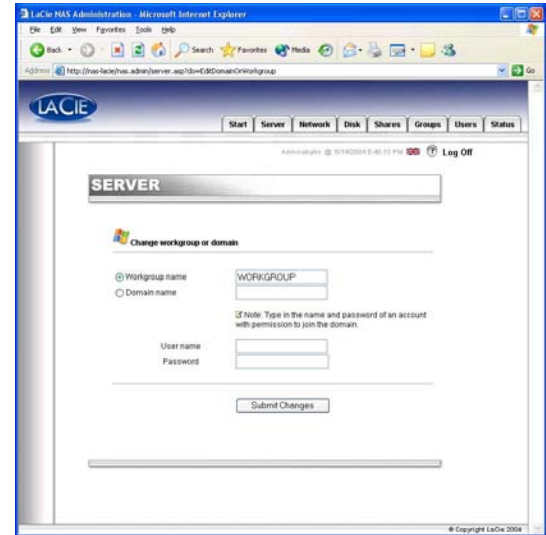 LaCie NAS Administration - Microsoft Internet Explorer
File Edit View Favorites Tools Help
Back Search Favorites Media
Address http://nas-lacie/nas_admin/server.asp?do=EditDomainOrWorkgroup Go
LACIE
Start Server Network Disk Shares Groups Users Status
Administrator @ Log Off
SERVER
Change workgroup or domain
Workgroup name WORKGROUP
Domain name
Note: Type in the name and password of an account
with permission to join the domain.
User name
Password
Submit Changes
© Copyright LaCie 2004